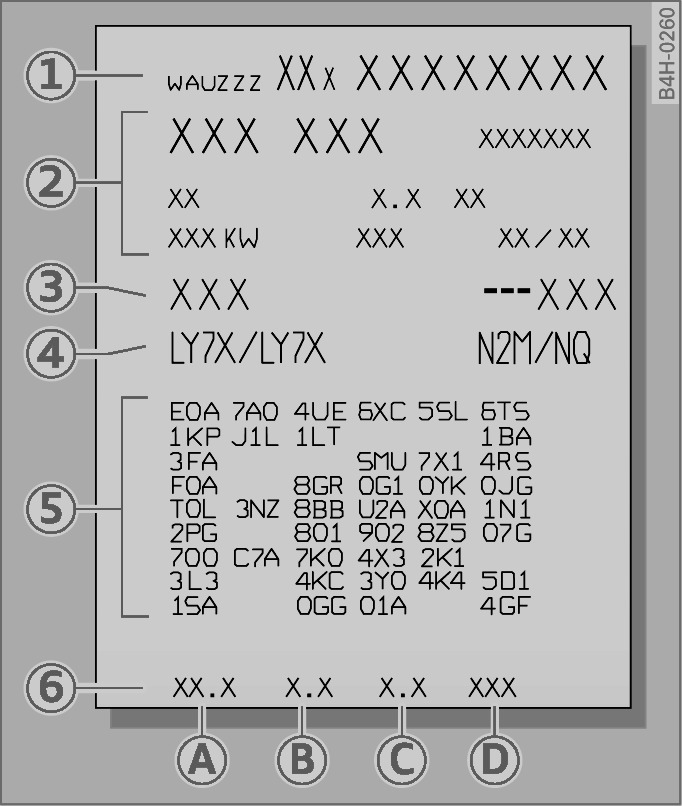 B4H-0260
1 WAUZZZ XX X XXXXXXXX
2 XXX XXX XXXXXXX
XX X.X XX
XXX KW XXX XX/XX
3 XXX ---XXX
4 LY7X/LY7X N2M/NQ
5 E0A 7A0 4UE 6XC 5SL 6TS
1KP J1L 1LT 1BA
3FA 5MU 7X1 4RS
F0A 8GR 0G1 0YK 0JG
T0L 3NZ 8BB U2A X0A 1N1
2PG 801 902 8Z5 07G
700 C7A 7K0 4X3 2K1
3L3 4KC 3Y0 4K4 5D1
1SA 0GG 01A 4GF
6 XX.X X.X X.X XXX
A B C D